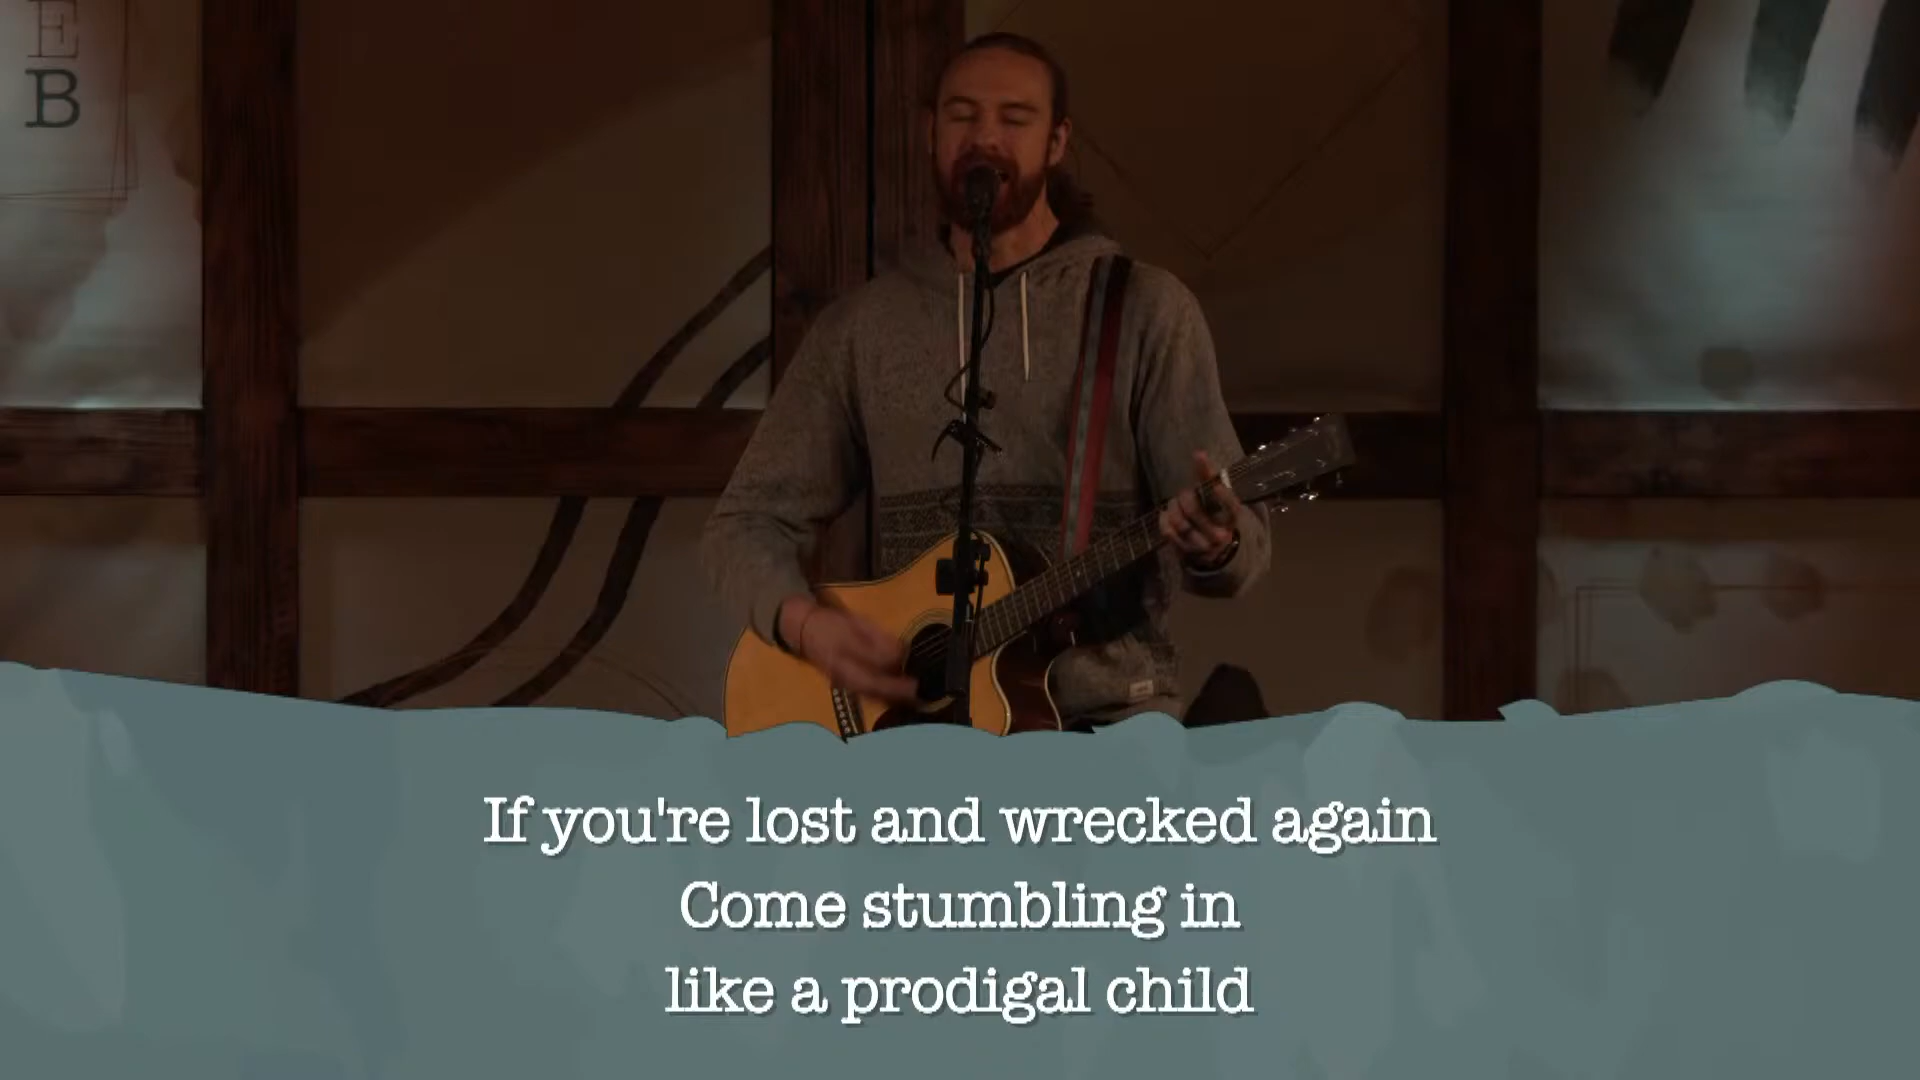 E
B
If you're lost and wrecked again
Come stumbling in
like a prodigal child